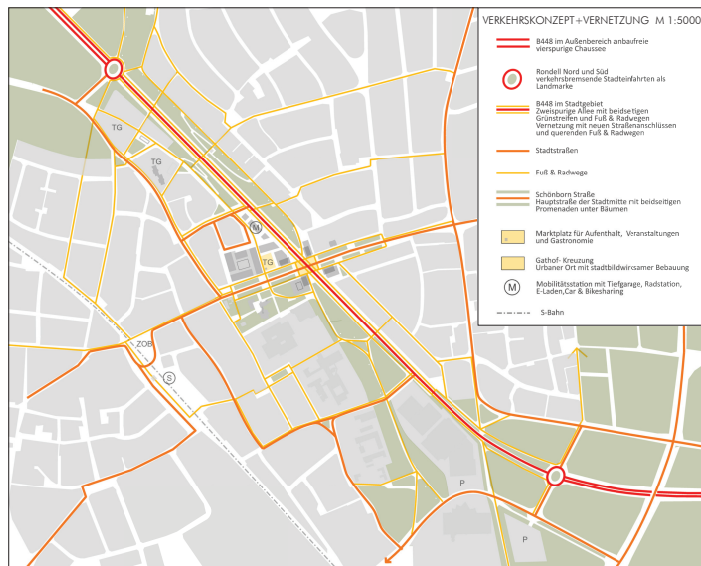 VERKEHRSKONZEPT+VERNETZUNG M 1:5000
B448 im Außenbereich anbaufreie
vierspurige Chaussee
Rondell Nord und Süd
verkehrsbremsende Stadteinfahrten als
Landmarke
B448 im Stadtgebiet
Zweispurige Allee mit beidsetigen
Grünstreifen und Fuß & Radwegen
Vernetzung mit neuen Straßenanschlüssen
und querenden Fuß & Radwegen
Stadtstraßen
Fuß & Radwege
Schönborn Straße
Hauptstraße der Stadtmitte mit beidseitigen
Promenaden unter Bäumen
Marktplatz für Aufenthalt, Veranstaltungen
und Gastronomie
Gathof- Kreuzung
Urbaner Ort mit stadtbildwirsamer Bebauung
M
Mobilitätsstation mit Tiefgarage, Radstation,
E-Laden,Car & Bikesharing
S-Bahn
TG
TG
M
TG
ZOB
S
P
P